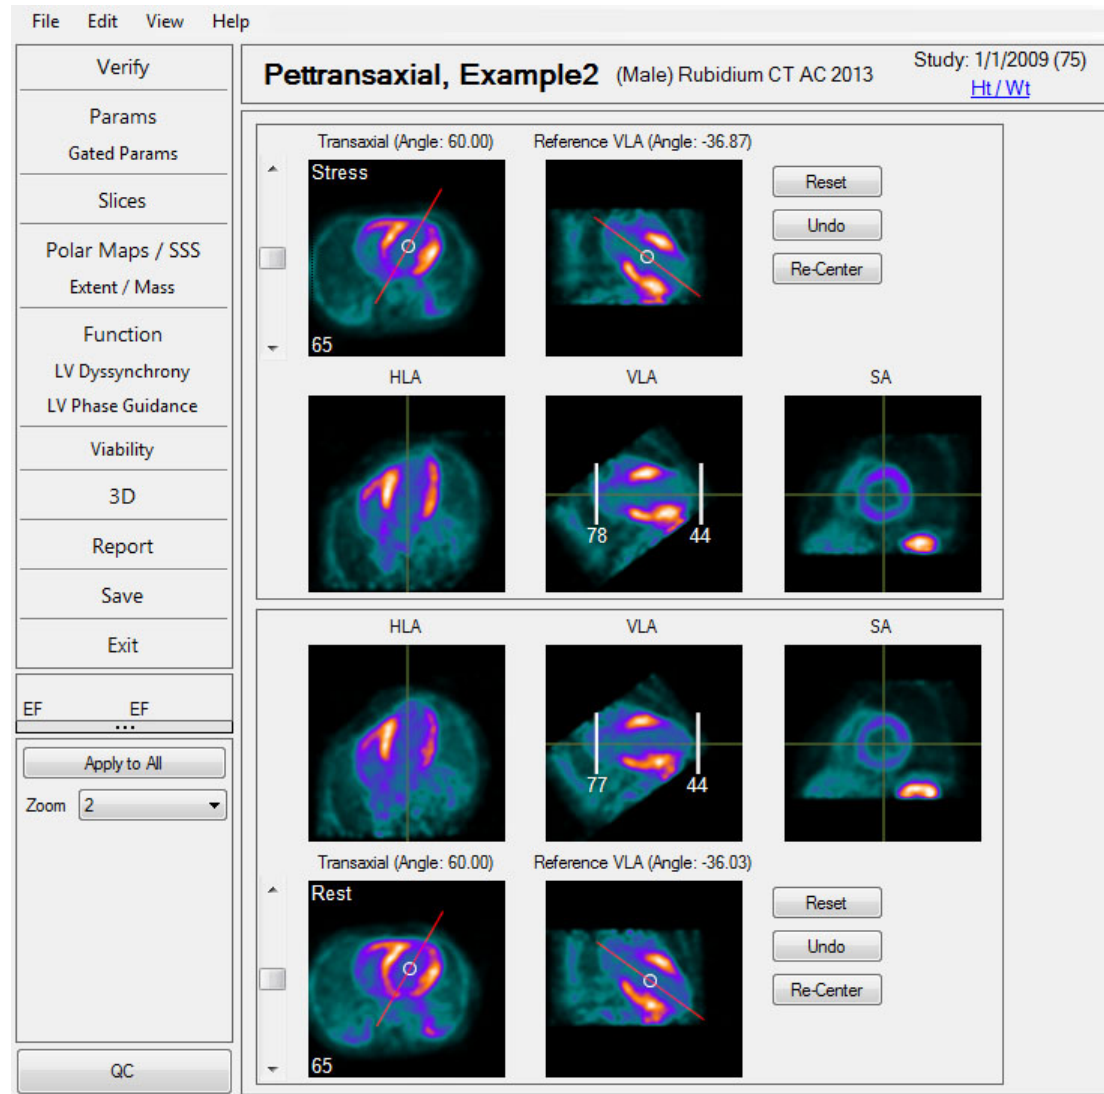 File Edit View Help
Verify
Params
Gated Params
Slices
Polar Maps / SSS
Extent / Mass
Function
LV Dyssynchrony
LV Phase Guidance
Viability
3D
Report
Save
Exit
EF EF
...
Apply to All
Zoom 2
QC
Pettransaxial, Example2 (Male) Rubidium CT AC 2013
Study: 1/1/2009 (75)
Ht / Wt
Transaxial (Angle: 60.00) Reference VLA (Angle: -36.87)
Stress
65
Reset
Undo
Re-Center
HLA VLA SA
78 44
HLA VLA SA
77 44
Transaxial (Angle: 60.00) Reference VLA (Angle: -36.03)
Rest
65
Reset
Undo
Re-Center